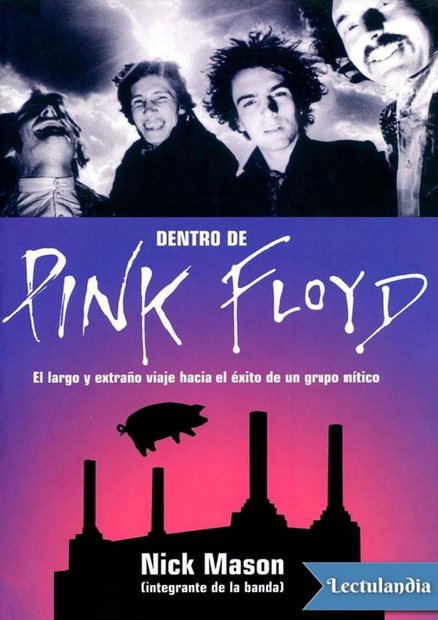 DENTRO DE
PINK FLOYD
El largo y extraño viaje hacia el éxito de un grupo mítico
Nick Mason
(integrante de la banda)
Lectulandia